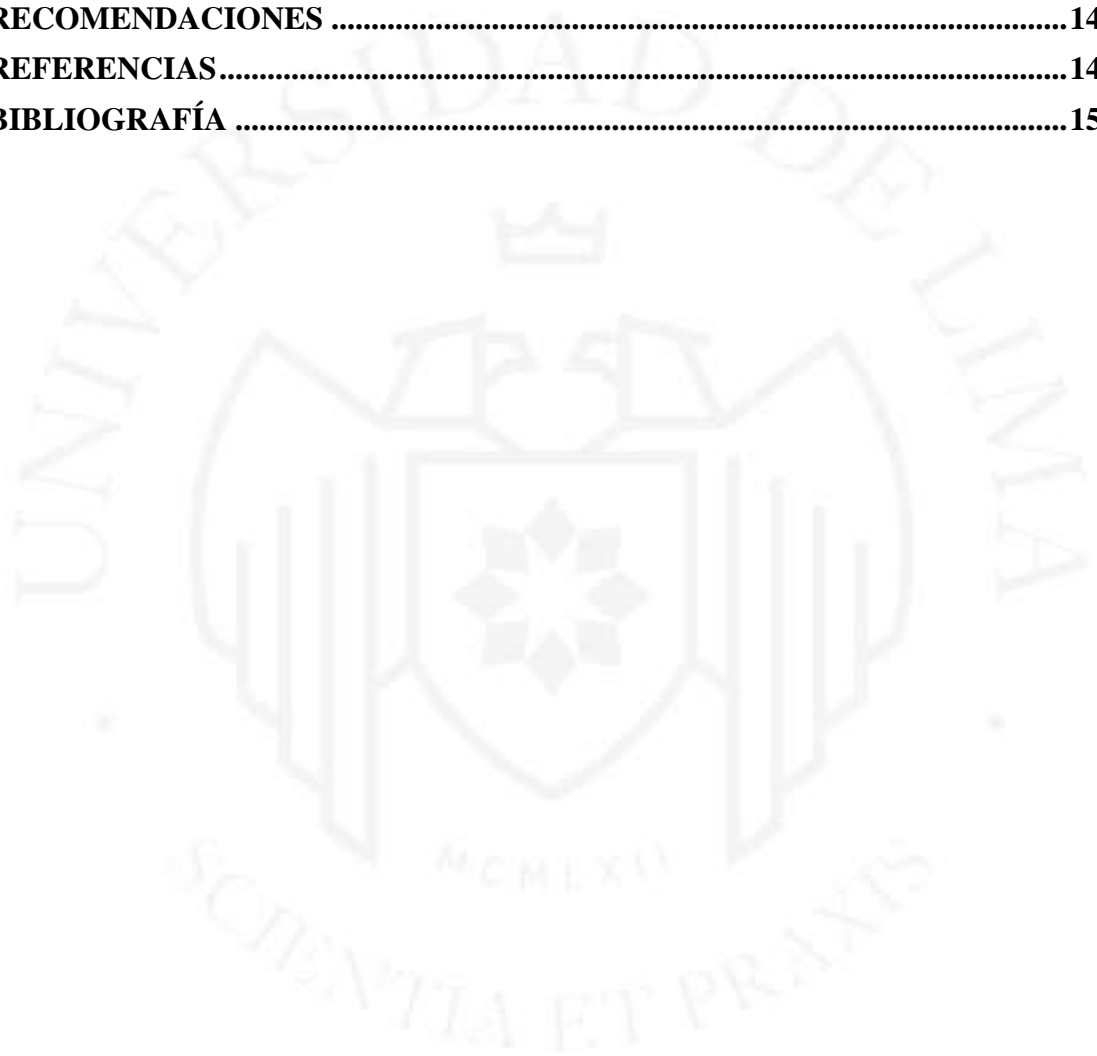 RECOMENDACIONES ..........................................................................................14
REFERENCIAS..................................................................................................14
BIBLIOGRAFÍA ................................................................................................15
UNIVERSIDAD DE LIMA
MCMLXII
SCIENTIA ET PRAXIS